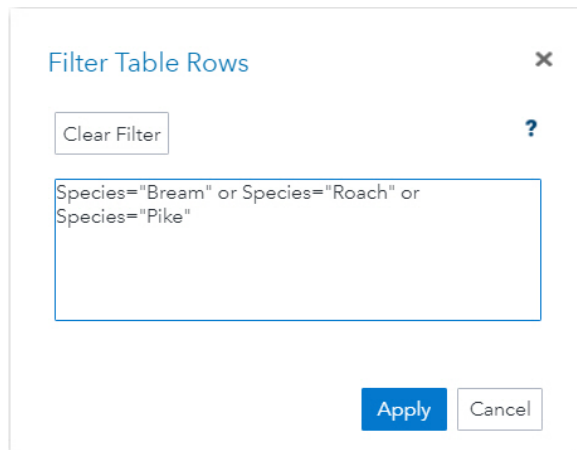 Filter Table Rows
Clear Filter
?
Species="Bream" or Species="Roach" or
Species="Pike"
Apply
Cancel